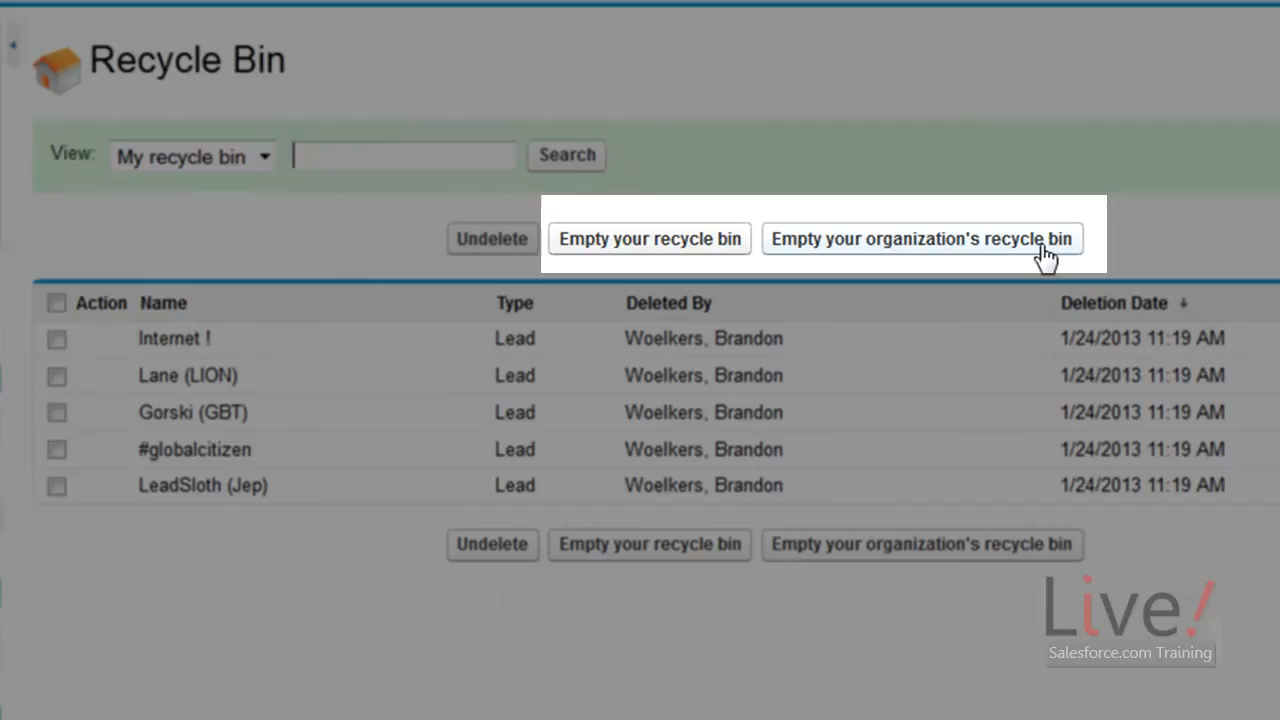 Recycle Bin
View: My recycle bin Search
Undelete Empty your recycle bin Empty your organization's recycle bin
Action Name Type Deleted By Deletion Date
Internet ! Lead Woelkers, Brandon 1/24/2013 11:19 AM
Lane (LION) Lead Woelkers, Brandon 1/24/2013 11:19 AM
Gorski (GBT) Lead Woelkers, Brandon 1/24/2013 11:19 AM
#globalcitizen Lead Woelkers, Brandon 1/24/2013 11:19 AM
LeadSloth (Jep) Lead Woelkers, Brandon 1/24/2013 11:19 AM
Undelete Empty your recycle bin Empty your organization's recycle bin
Live!
Salesforce.com Training